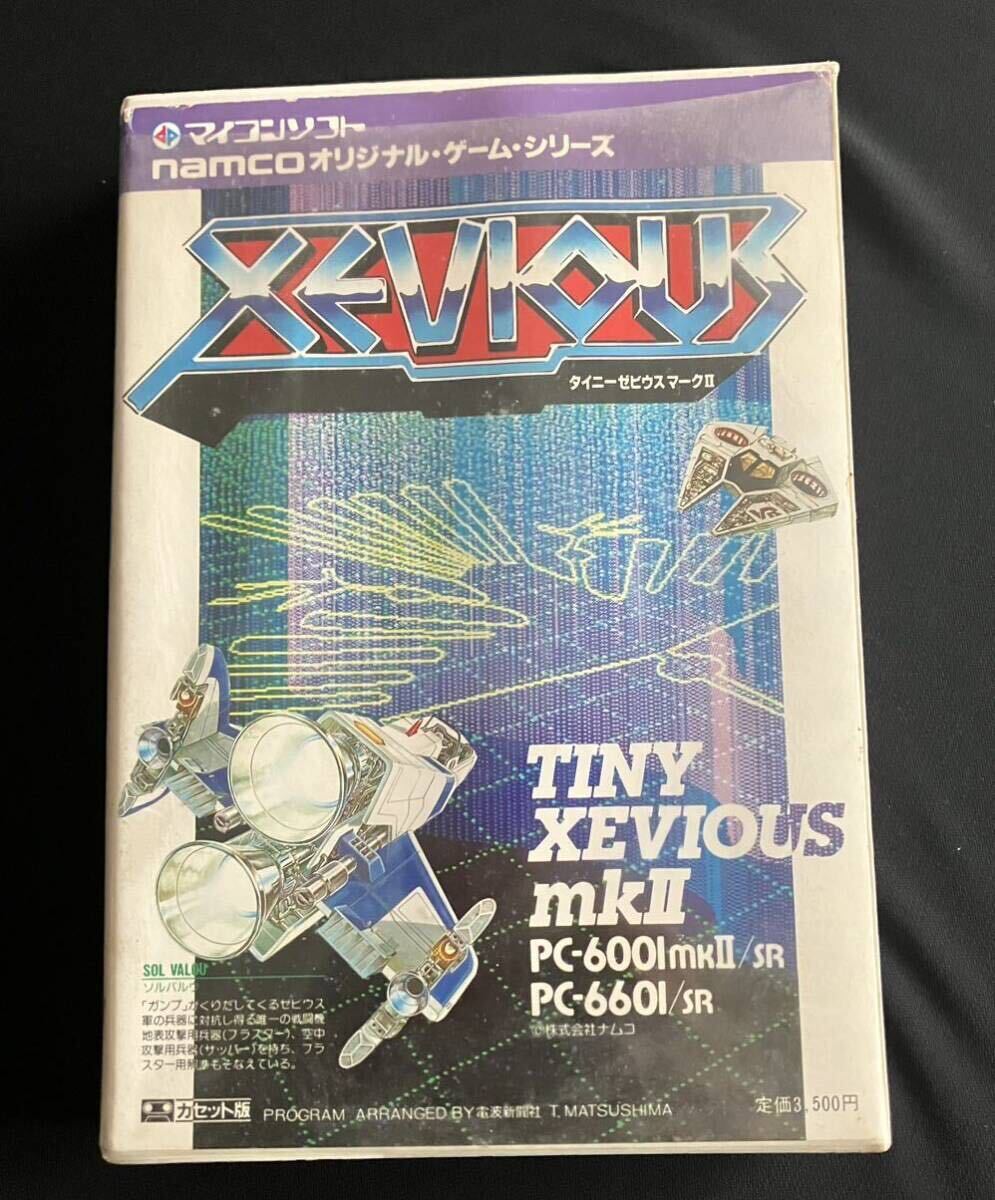 マイコンソフト
namcoオリジナル・ゲーム・シリーズ
XEVIOUS
タイニーゼビウスマークII
TINY
XEVIOUS
mkII
PC-6001mkII/SR
PC-6601/SR
©株式会社ナムコ
SOL VALOU
ソルバルウ
「ガンプ」がくりだしてくるゼビウス
軍の兵器に対抗し得る唯一の戦闘機
地表攻撃用兵器(ブラスター)、空中
攻撃用兵器(ザッパー)を持ち、ブラ
スター用照準もそなえている。
カセット版
PROGRAM ARRANGED BY 電波新聞社 T. MATSUSHIMA
定価3,500円